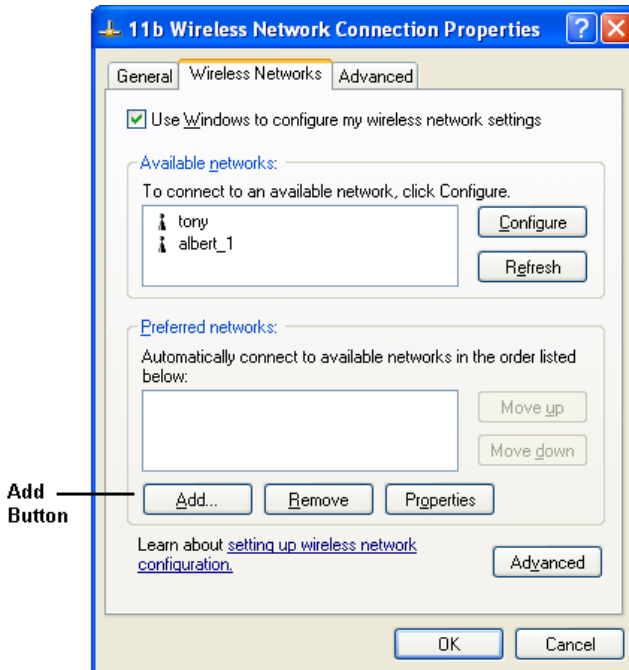 11b Wireless Network Connection Properties
General Wireless Networks Advanced
Use Windows to configure my wireless network settings
Available networks:
To connect to an available network, click Configure.
tony
albert_1
Configure
Refresh
Preferred networks:
Automatically connect to available networks in the order listed
below:
Move up
Move down
Add
Button
Add... Remove Properties
Learn about setting up wireless network
configuration.
Advanced
OK Cancel